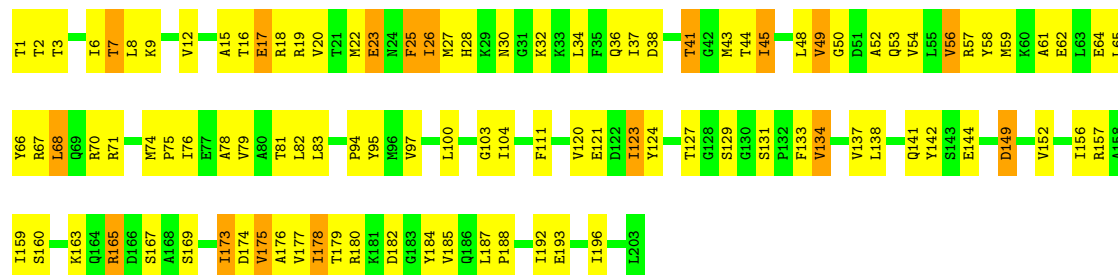 T1 T2 T3 I6 T7 L8 K9 V12 A15 T16 E17 R18 R19 V20 T21 M22 E23 N24 F25 I26 M27 H28 K29 N30 G31 K32 K33 L34 F35 Q36 I37 D38 T41 G42 M43 T44 I45 L48 V49 G50 D51 A52 Q53 V54 L55 V56 R57 Y58 M59 K60 A61 E62 L63 E64 L65
Y66 R67 L68 Q69 R70 R71 M74 P75 I76 E77 A78 V79 A80 T81 L82 L83 P94 Y95 M96 V97 L100 G103 I104 F111 V120 E121 D122 I123 Y124 T127 G128 S129 G130 S131 P132 F133 V134 V137 L138 Q141 Y142 S143 E144 D149 V152 I156 R157 A158
I159 S160 K163 Q164 R165 D166 S167 A168 S169 I173 D174 V175 A176 V177 I178 T179 R180 K181 D182 G183 Y184 V185 Q186 L187 P188 I192 E193 I196 L203